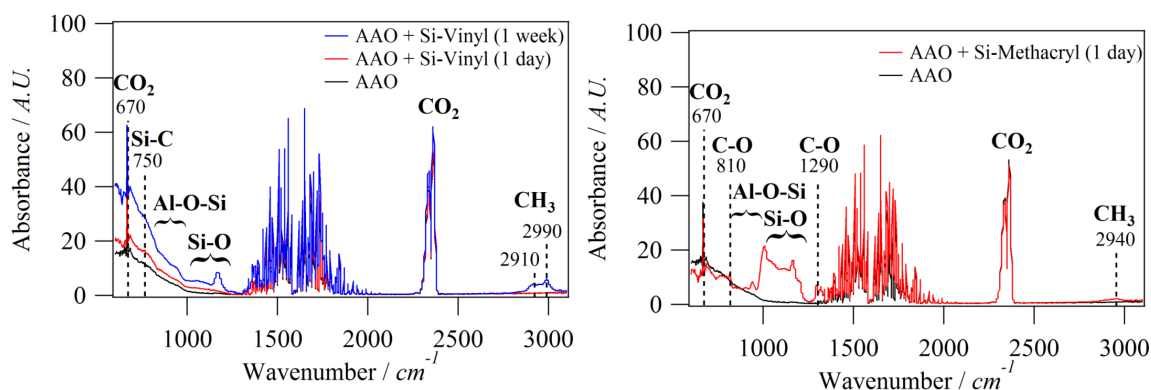 100
80
60
40
20
0
Absorbance / A.U.
AAO + Si-Vinyl (1 week)
AAO + Si-Vinyl (1 day)
AAO
CO2
670
Si-C
750
Al-O-Si
Si-O
CO2
CH3
2990
2910
1000
1500
2000
2500
3000
Wavenumber / cm-1
100
80
60
40
20
0
Absorbance / A.U.
AAO + Si-Methacryl (1 day)
AAO
CO2
670
C-O
810
C-O
1290
Al-O-Si
Si-O
CO2
CH3
2940
1000
1500
2000
2500
3000
Wavenumber / cm-1